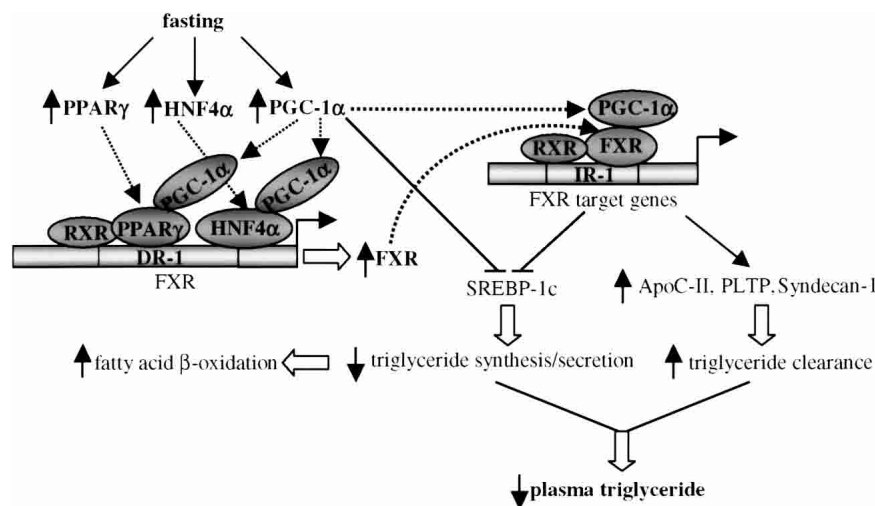 fasting
PPARγ HNF4α PGC-1α
PGC-1α
RXR FXR
IR-1
FXR target genes
PGC-1α PGC-1α
RXR PPARγ HNF4α
DR-1
FXR
FXR
SREBP-1c
ApoC-II, PLTP, Syndecan-1
fatty acid β-oxidation
triglyceride synthesis/secretion
triglyceride clearance
plasma triglyceride